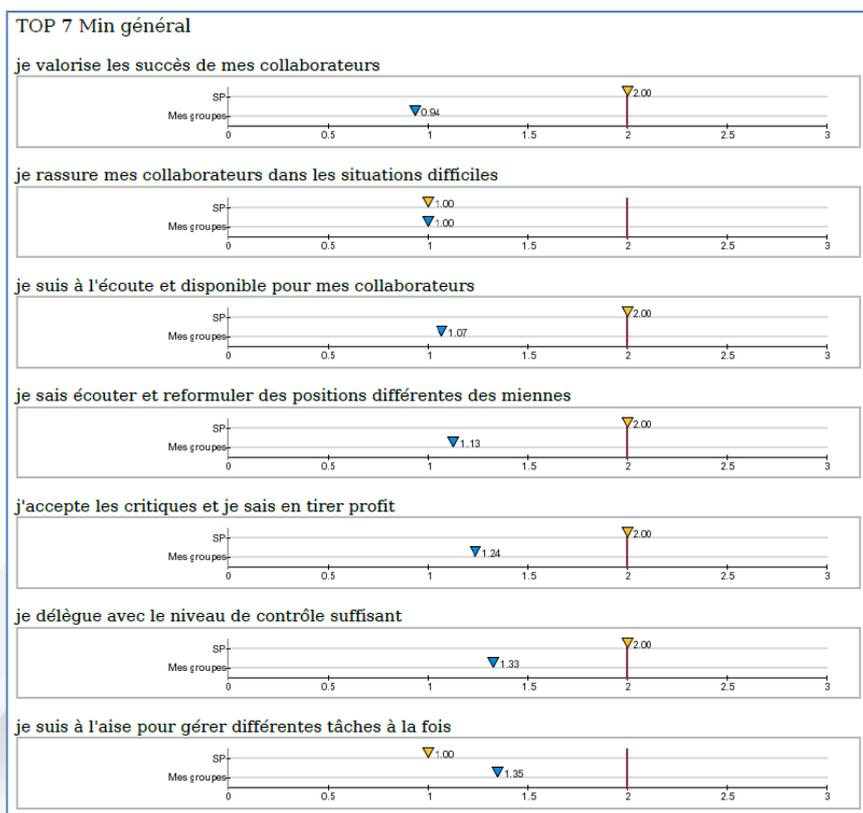 TOP 7 Min général
je valorise les succès de mes collaborateurs
SP
2.00
Mes groupes
0.94
0 0.5 1 1.5 2 2.5 3
je rassure mes collaborateurs dans les situations difficiles
1.00
SP
1.00
Mes groupes
0 0.5 1 1.5 2 2.5 3
je suis à l'écoute et disponible pour mes collaborateurs
SP
2.00
Mes groupes
1.07
0 0.5 1 1.5 2 2.5 3
je sais écouter et reformuler des positions différentes des miennes
SP
2.00
Mes groupes
1.13
0 0.5 1 1.5 2 2.5 3
j'accepte les critiques et je sais en tirer profit
SP
2.00
Mes groupes
1.24
0 0.5 1 1.5 2 2.5 3
je délègue avec le niveau de contrôle suffisant
SP
2.00
Mes groupes
1.33
0 0.5 1 1.5 2 2.5 3
je suis à l'aise pour gérer différentes tâches à la fois
SP
1.00
Mes groupes
1.35
0 0.5 1 1.5 2 2.5 3